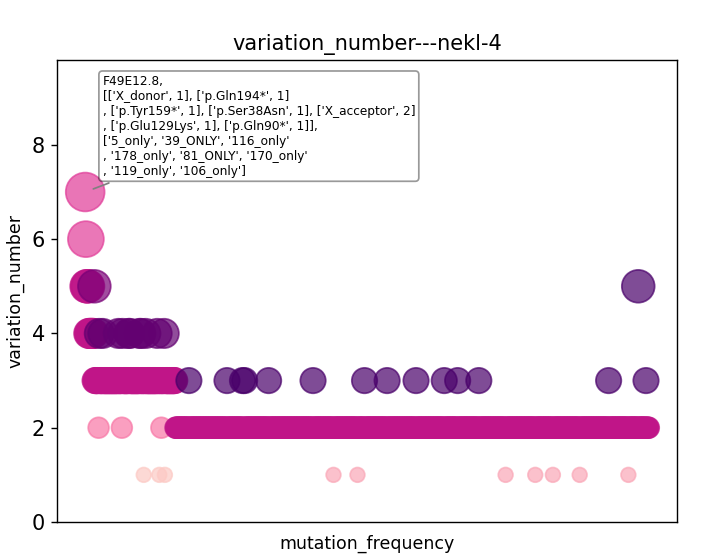 variation_number---nekl-4
F49E12.8,
[['X_donor', 1], ['p.Gln194*', 1]
, ['p.Tyr159*', 1], ['p.Ser38Asn', 1], ['X_acceptor', 2]
, ['p.Glu129Lys', 1], ['p.Gln90*', 1]],
['5_only', '39_ONLY', '116_only'
, '178_only', '81_ONLY', '170_only'
, '119_only', '106_only']
8
6
4
2
0
variation_number
mutation_frequency